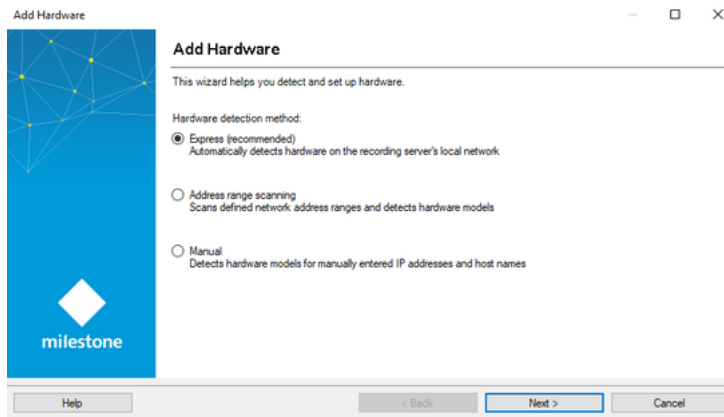 Add Hardware
Add Hardware
This wizard helps you detect and set up hardware.
Hardware detection method:
Express (recommended)
Automatically detects hardware on the recording server's local network
Address range scanning
Scans defined network address ranges and detects hardware models
Manual
Detects hardware models for manually entered IP addresses and host names
milestone
Help
< Back
Next >
Cancel